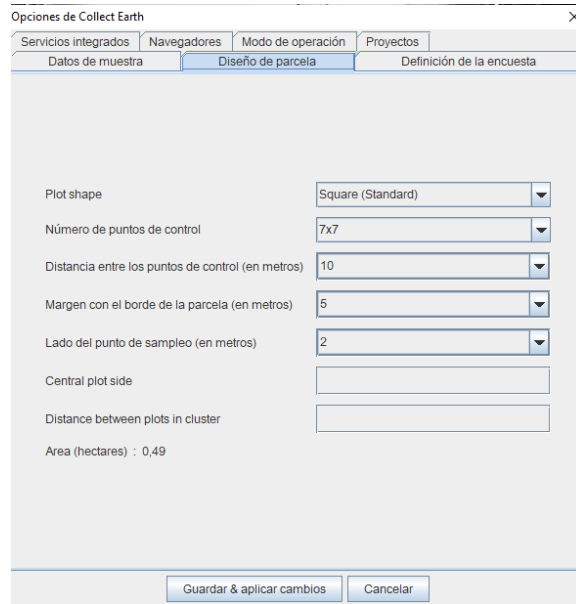 Opciones de Collect Earth
Servicios integrados Navegadores Modo de operación Proyectos
Datos de muestra Diseño de parcela Definición de la encuesta
Plot shape Square (Standard)
Número de puntos de control 7x7
Distancia entre los puntos de control (en metros) 10
Margen con el borde de la parcela (en metros) 5
Lado del punto de sampleo (en metros) 2
Central plot side
Distance between plots in cluster
Area (hectares) : 0,49
Guardar & aplicar cambios Cancelar